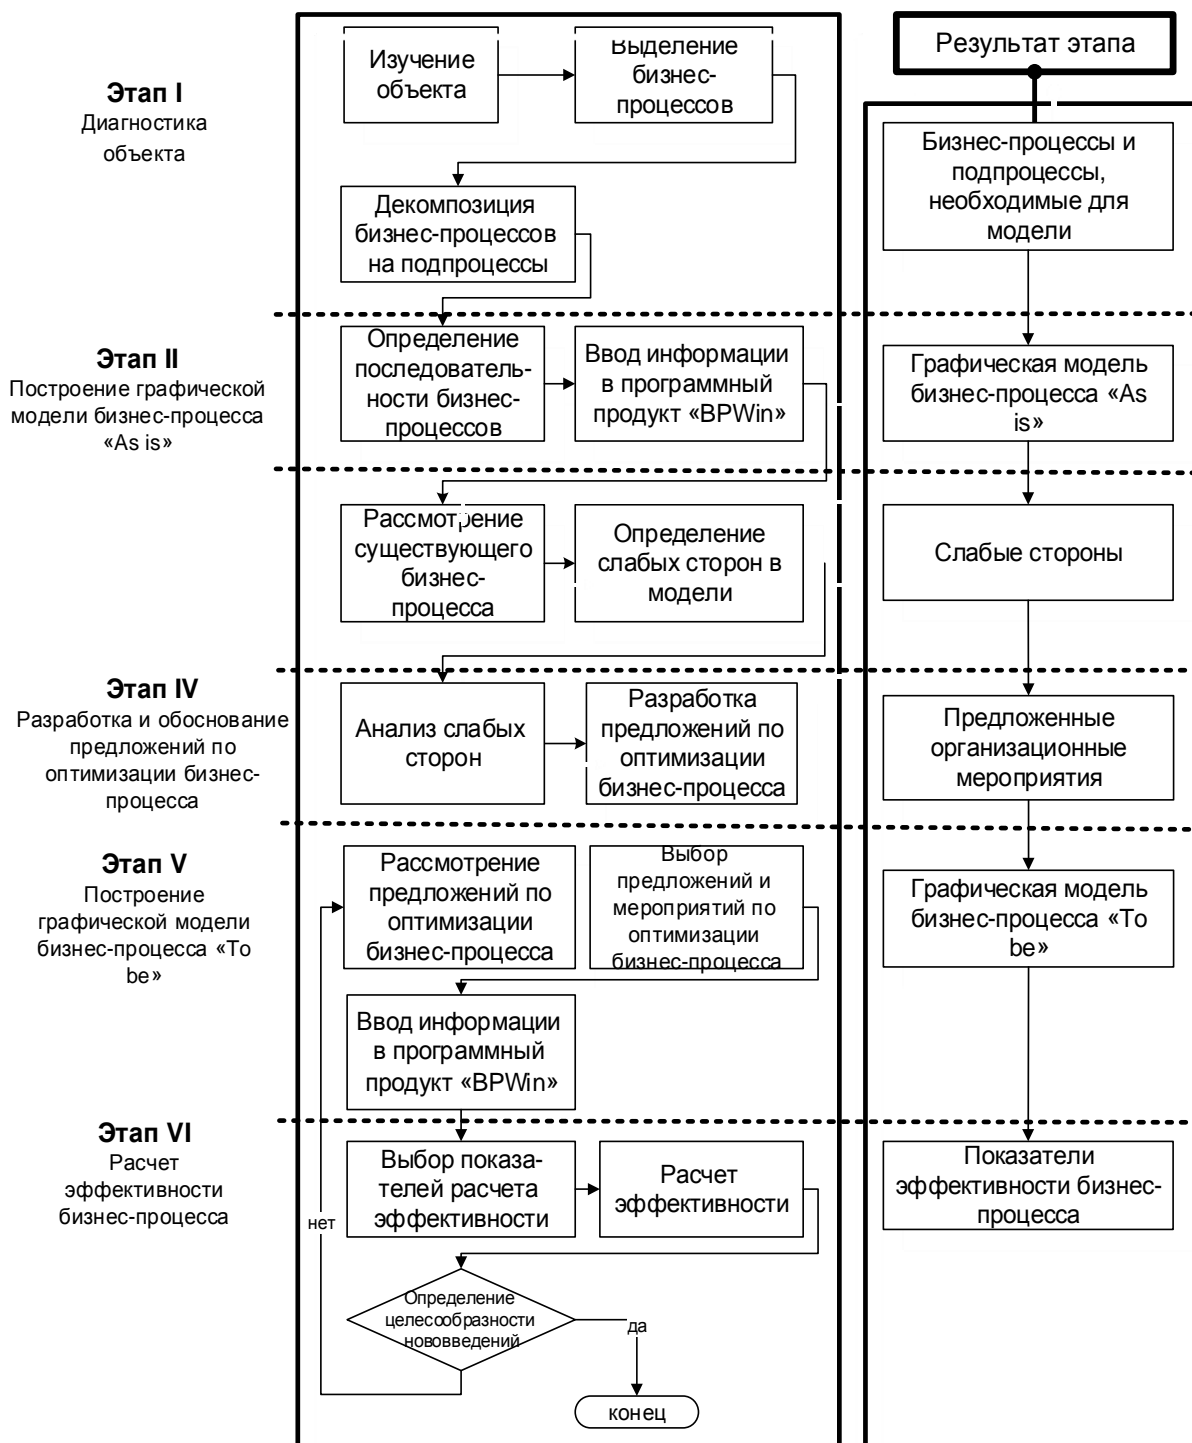 Результат этапа
Этап I
Диагностика
объекта
Изучение
объекта
Выделение
бизнес-
процессов
Декомпозиция
бизнес-процессов
на подпроцессы
Бизнес-процессы и
подпроцессы,
необходимые для
модели
Этап II
Построение графической
модели бизнес-процесса
«As is»
Определение
последователь-
ности бизнес-
процессов
Ввод информации
в программный
продукт «BPWin»
Графическая модель
бизнес-процесса «As
is»
Рассмотрение
существующего
бизнес-
процесса
Определение
слабых сторон в
модели
Слабые стороны
Этап IV
Разработка и обоснование
предложений по
оптимизации бизнес-
процесса
Анализ слабых
сторон
Разработка
предложений по
оптимизации
бизнес-процесса
Предложенные
организационные
мероприятия
Этап V
Построение
графической модели
бизнес-процесса «To
be»
Рассмотрение
предложений по
оптимизации
бизнес-процесса
Выбор
предложений и
мероприятий по
оптимизации
бизнес-процесса
Ввод информации
в программный
продукт «BPWin»
Графическая модель
бизнес-процесса «To
be»
Этап VI
Расчет
эффективности
бизнес-процесса
Выбор показа-
телей расчета
эффективности
Расчет
эффективности
Показатели
эффективности бизнес-
процесса
нет
Определение
целесообразности
нововведений
да
конец